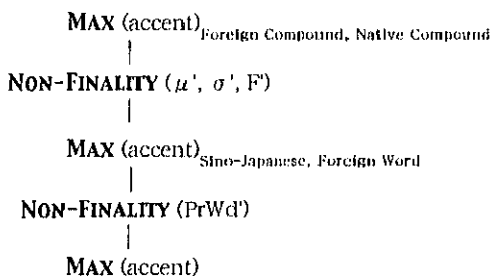 MAX (accent)Foreign Compound, Native Compound
NON-FINALITY (μ', σ', F')
MAX (accent)Sino-Japanese, Foreign Word
NON-FINALITY (PrWd')
MAX (accent)